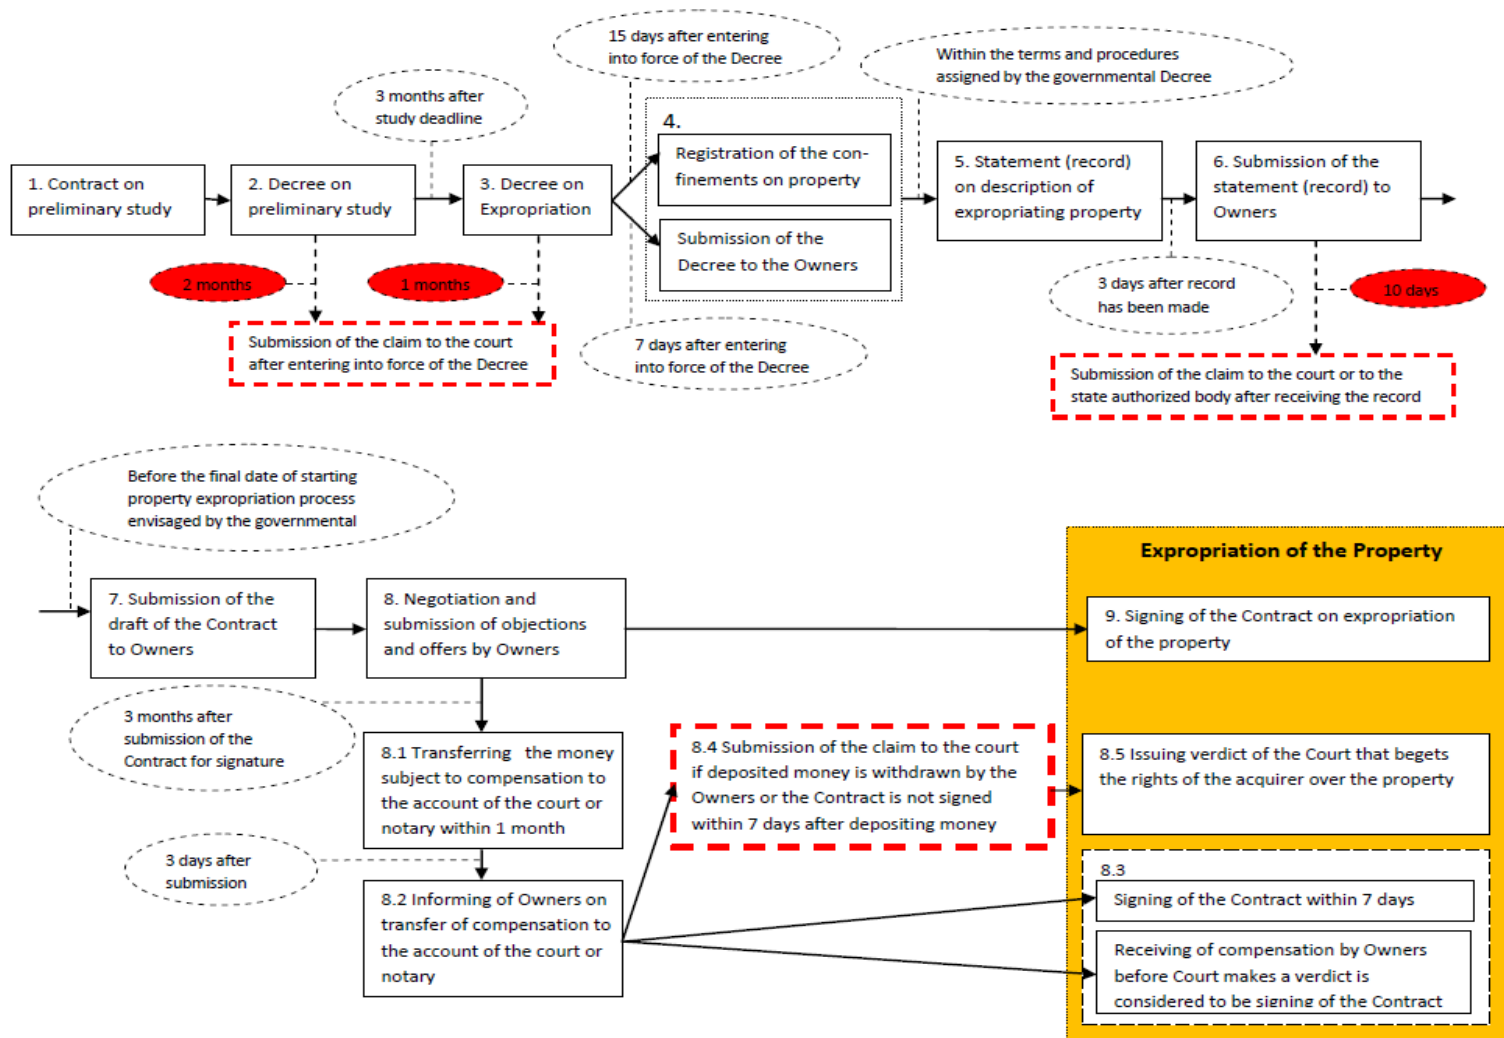 15 days after entering
into force of the Decree
Within the terms and procedures
assigned by the governmental Decree
3 months after
study deadline
4.
Registration of the con-
finements on property
Submission of the
Decree to the Owners
1. Contract on
preliminary study
2. Decree on
preliminary study
3. Decree on
Expropriation
5. Statement (record)
on description of
expropriating property
6. Submission of the
statement (record) to
Owners
2 months
1 months
3 days after record
has been made
10 days
Submission of the claim to the court
after entering into force of the Decree
7 days after entering
into force of the Decree
Submission of the claim to the court or to the
state authorized body after receiving the record
Before the final date of starting
property expropriation process
envisaged by the governmental
Expropriation of the Property
7. Submission of the
draft of the Contract
to Owners
8. Negotiation and
submission of objections
and offers by Owners
9. Signing of the Contract on expropriation
of the property
3 months after
submission of the
Contract for signature
8.1 Transferring the money
subject to compensation to
the account of the court or
notary within 1 month
8.4 Submission of the claim to the court
if deposited money is withdrawn by the
Owners or the Contract is not signed
within 7 days after depositing money
8.5 Issuing verdict of the Court that begets
the rights of the acquirer over the property
3 days after
submission
8.2 Informing of Owners on
transfer of compensation to
the account of the court or
notary
8.3
Signing of the Contract within 7 days
Receiving of compensation by Owners
before Court makes a verdict is
considered to be signing of the Contract